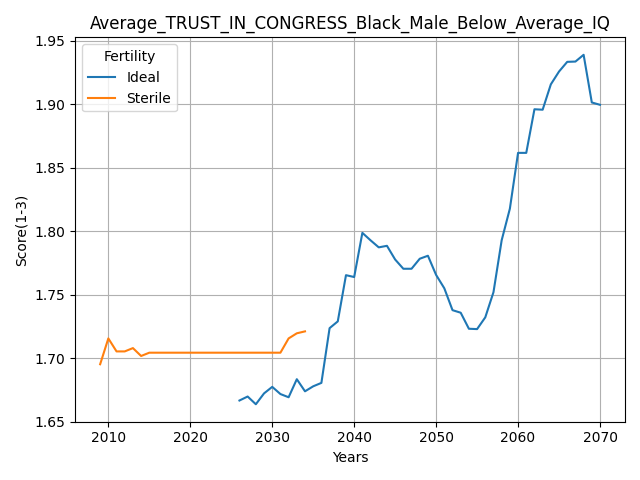 Average_TRUST_IN_CONGRESS_Black_Male_Below_Average_IQ
Fertility
Ideal
Sterile
Score(1-3)
1.95
1.90
1.85
1.80
1.75
1.70
1.65
2010 2020 2030 2040 2050 2060 2070
Years